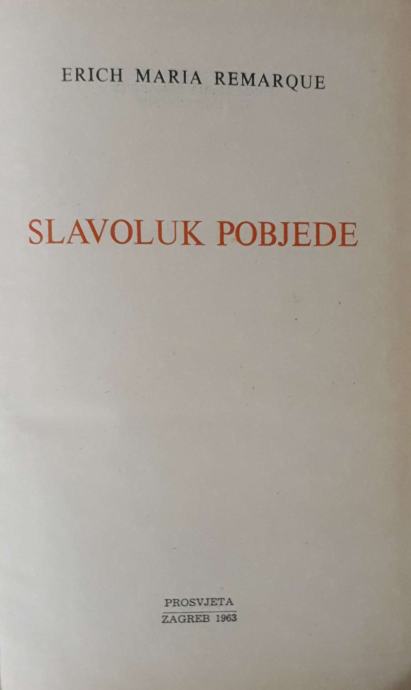 ERICH MARIA REMARQUE
SLAVOLUK POBJEDE
PROSVJETA
ZAGREB 1963